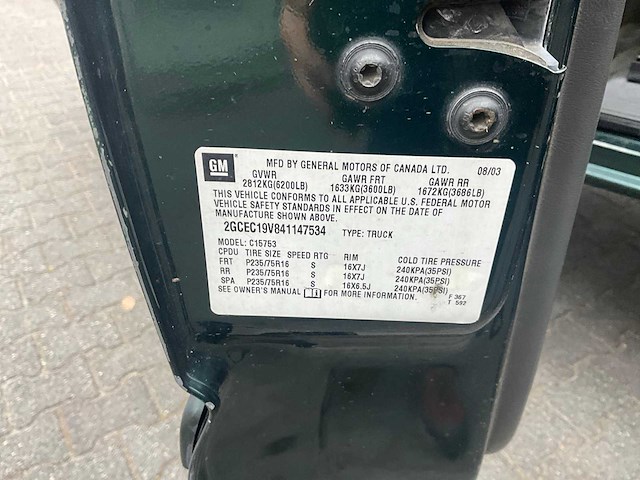 GM MFD BY GENERAL MOTORS OF CANADA LTD. 08/03
GVWR GAWR FRT GAWR RR
2812KG(6200LB) 1633KG(3600LB) 1672KG(3686LB)
THIS VEHICLE CONFORMS TO ALL APPLICABLE U.S. FEDERAL MOTOR
VEHICLE SAFETY STANDARDS IN EFFECT ON THE DATE OF
MANUFACTURE SHOWN ABOVE.
2GCEC19V841147534 TYPE: TRUCK
MODEL: C15753
CPDU TIRE SIZE SPEED RTG RIM COLD TIRE PRESSURE
FRT P235/75R16 S 16X7J 240KPA(35PSI)
RR P235/75R16 S 16X7J 240KPA(35PSI)
SPA P235/75R16 S 16X6.5J 240KPA(35PSI)
SEE OWNER'S MANUAL FOR MORE INFORMATION. F 367
T 592